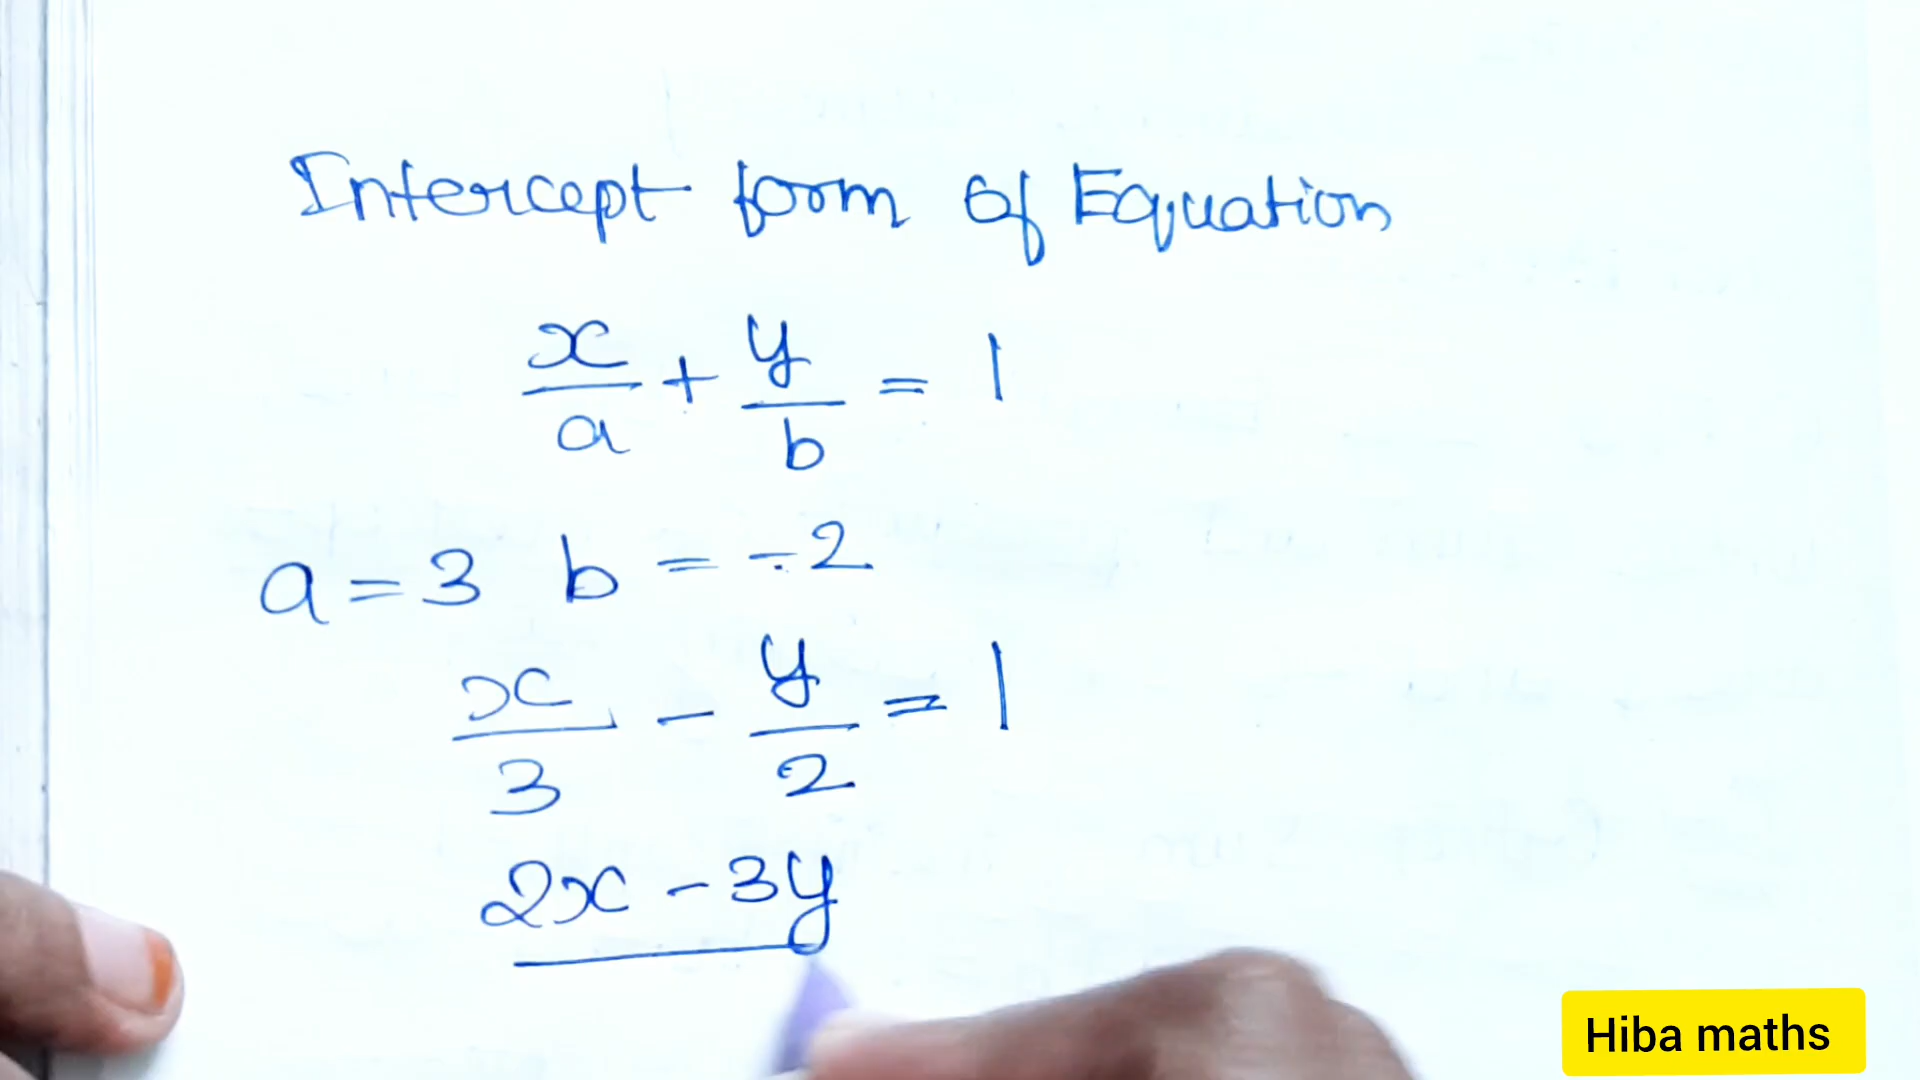 Intercept form of Equation
x/a + y/b = 1
a = 3 b = -2
x/3 - y/2 = 1
2x - 3y
Hiba maths